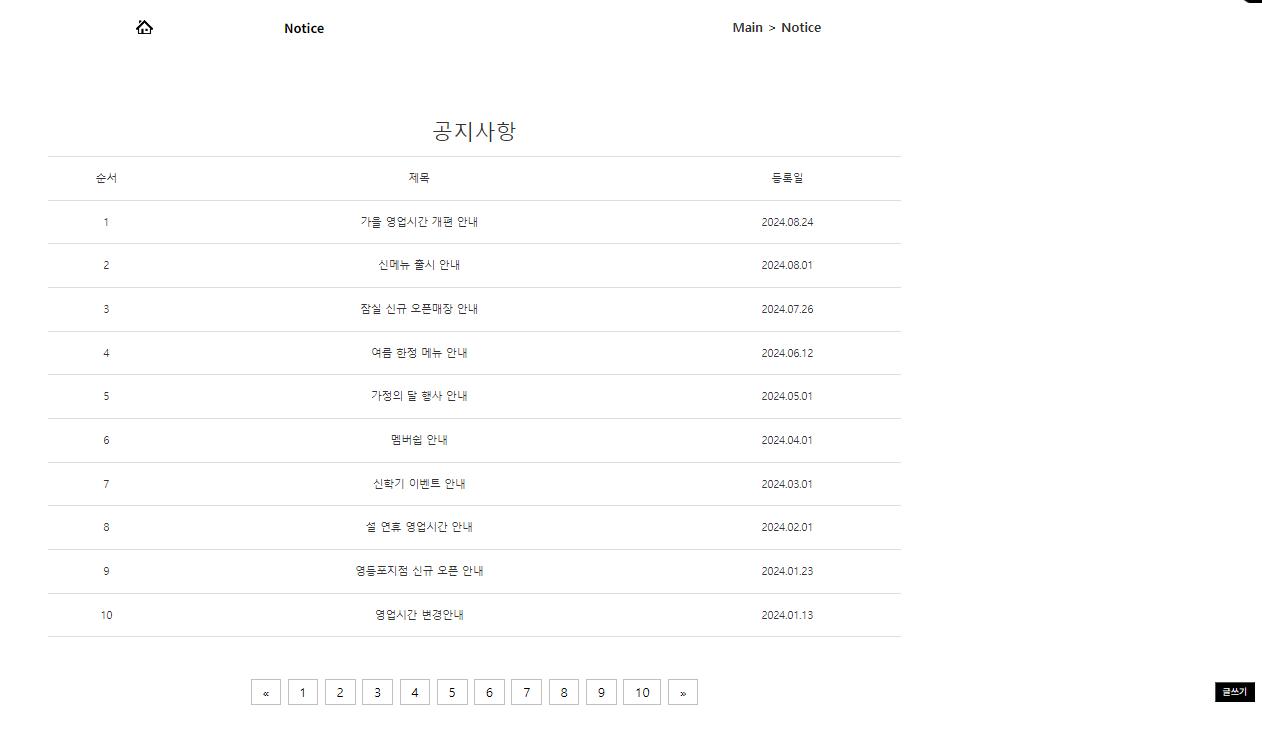 Notice Main > Notice
공지사항
순서 제목 등록일
1 가을 영업시간 개편 안내 2024.08.24
2 신메뉴 출시 안내 2024.08.01
3 잠실 신규 오픈매장 안내 2024.07.26
4 여름 한정 메뉴 안내 2024.06.12
5 가정의 달 행사 안내 2024.05.01
6 멤버쉽 안내 2024.04.01
7 신학기 이벤트 안내 2024.03.01
8 설 연휴 영업시간 안내 2024.02.01
9 영등포지점 신규 오픈 안내 2024.01.23
10 영업시간 변경안내 2024.01.13
« 1 2 3 4 5 6 7 8 9 10 » 글쓰기